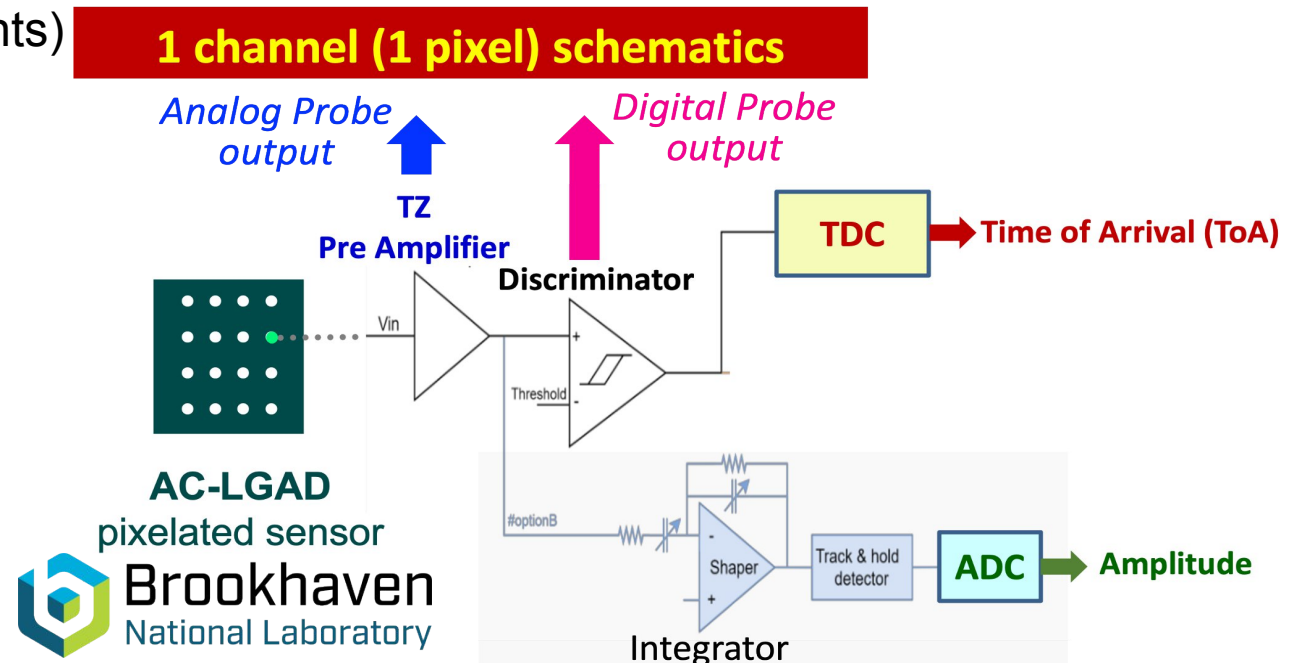 nts)
1 channel (1 pixel) schematics
Analog Probe
output
Digital Probe
output
TZ
Pre Amplifier
Discriminator
TDC
Time of Arrival (ToA)
Vin
+
Threshold
-
AC-LGAD
pixelated sensor
#optionB
-
Shaper
+
Track & hold
detector
ADC
Amplitude
Integrator
Brookhaven
National Laboratory